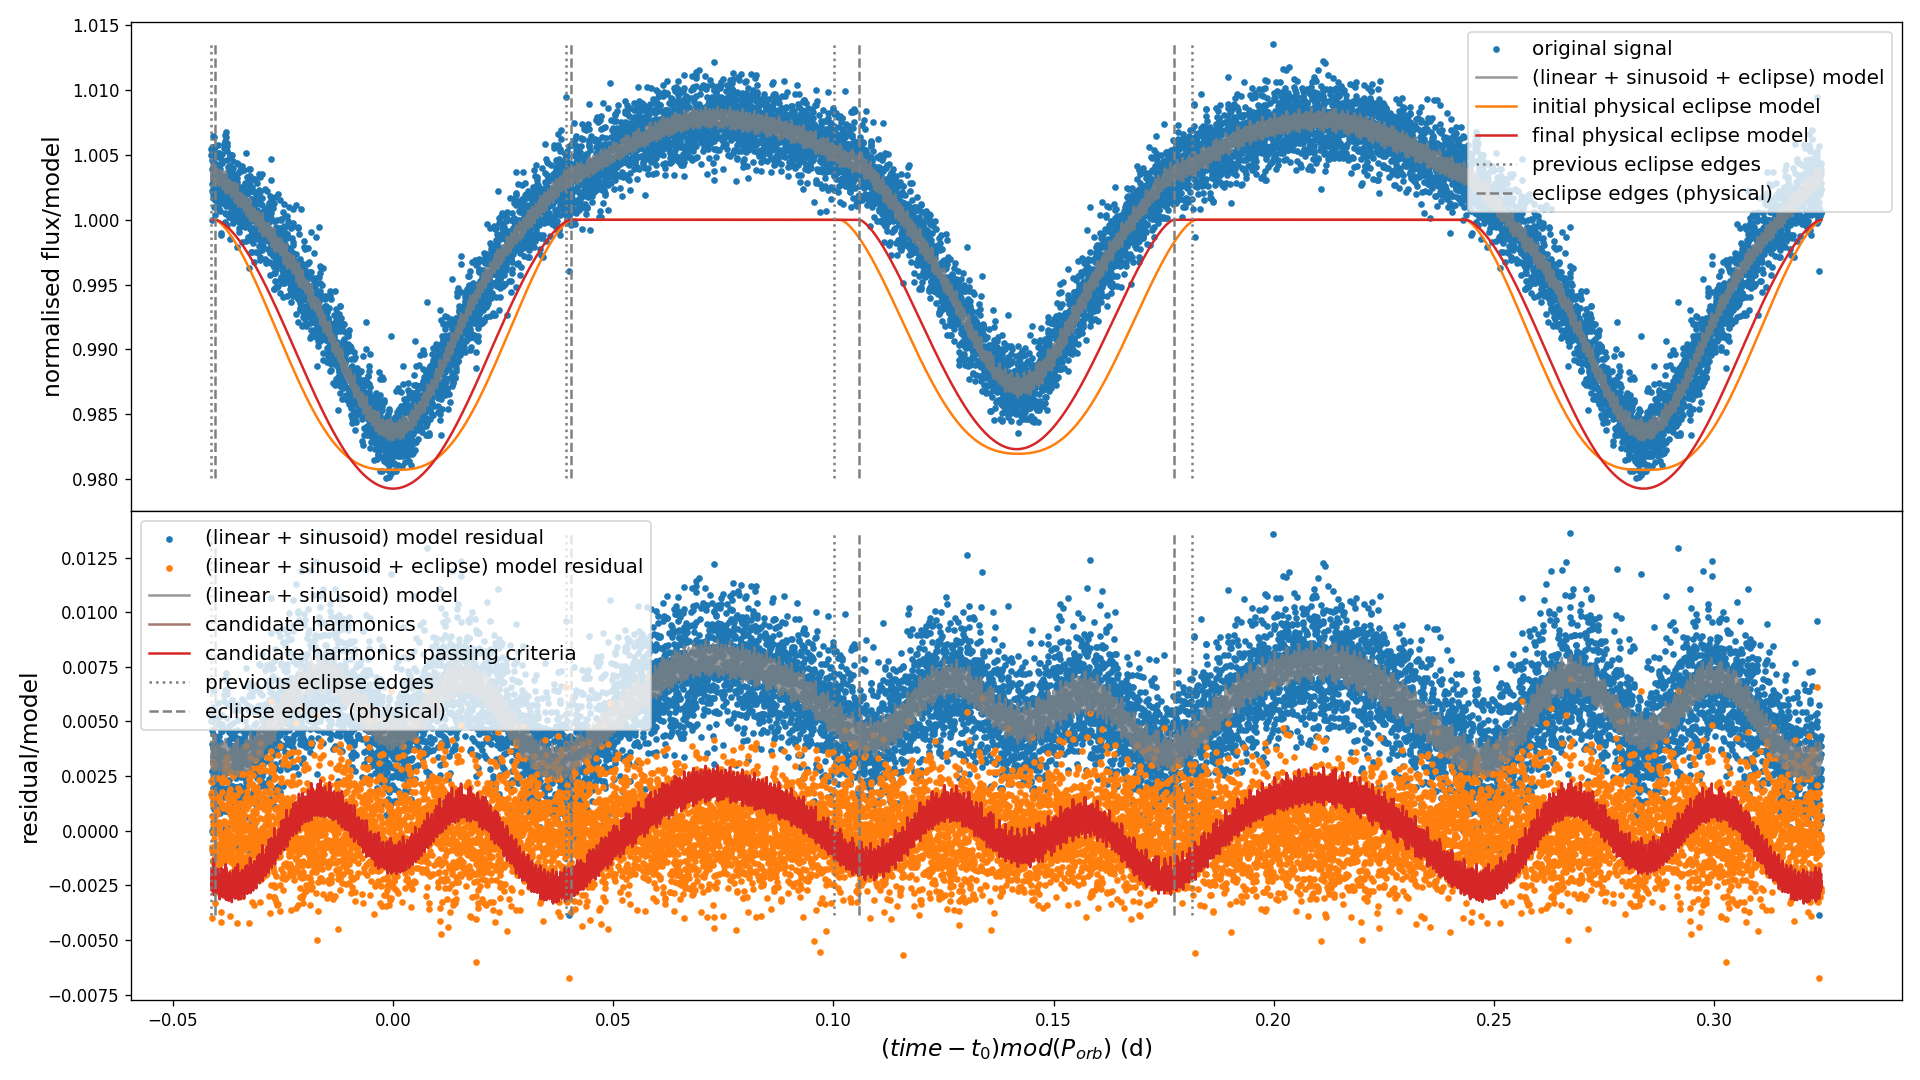 1.015
1.010
1.005
1.000
0.995
0.990
0.985
0.980
normalised flux/model
original signal
(linear + sinusoid + eclipse) model
initial physical eclipse model
final physical eclipse model
previous eclipse edges
eclipse edges (physical)
0.0125
0.0100
0.0075
0.0050
0.0025
0.0000
−0.0025
−0.0050
−0.0075
residual/model
(linear + sinusoid) model residual
(linear + sinusoid + eclipse) model residual
(linear + sinusoid) model
candidate harmonics
candidate harmonics passing criteria
previous eclipse edges
eclipse edges (physical)
−0.05 0.00 0.05 0.10 0.15 0.20 0.25 0.30
(time − t₀)mod(Pₒᵣb) (d)